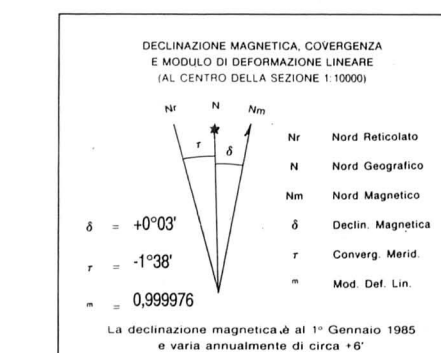 DECLINAZIONE MAGNETICA, COVERGENZA
E MODULO DI DEFORMAZIONE LINEARE
(AL CENTRO DELLA SEZIONE 1:10000)
Nr N Nm
τ δ
Nr Nord Reticolato
N Nord Geografico
Nm Nord Magnetico
δ Declin. Magnetica
τ Converg. Merid.
m Mod. Def. Lin.
δ = +0°03'
τ = -1°38'
m = 0,999976
La declinazione magnetica è al 1° Gennaio 1985
e varia annualmente di circa +6'